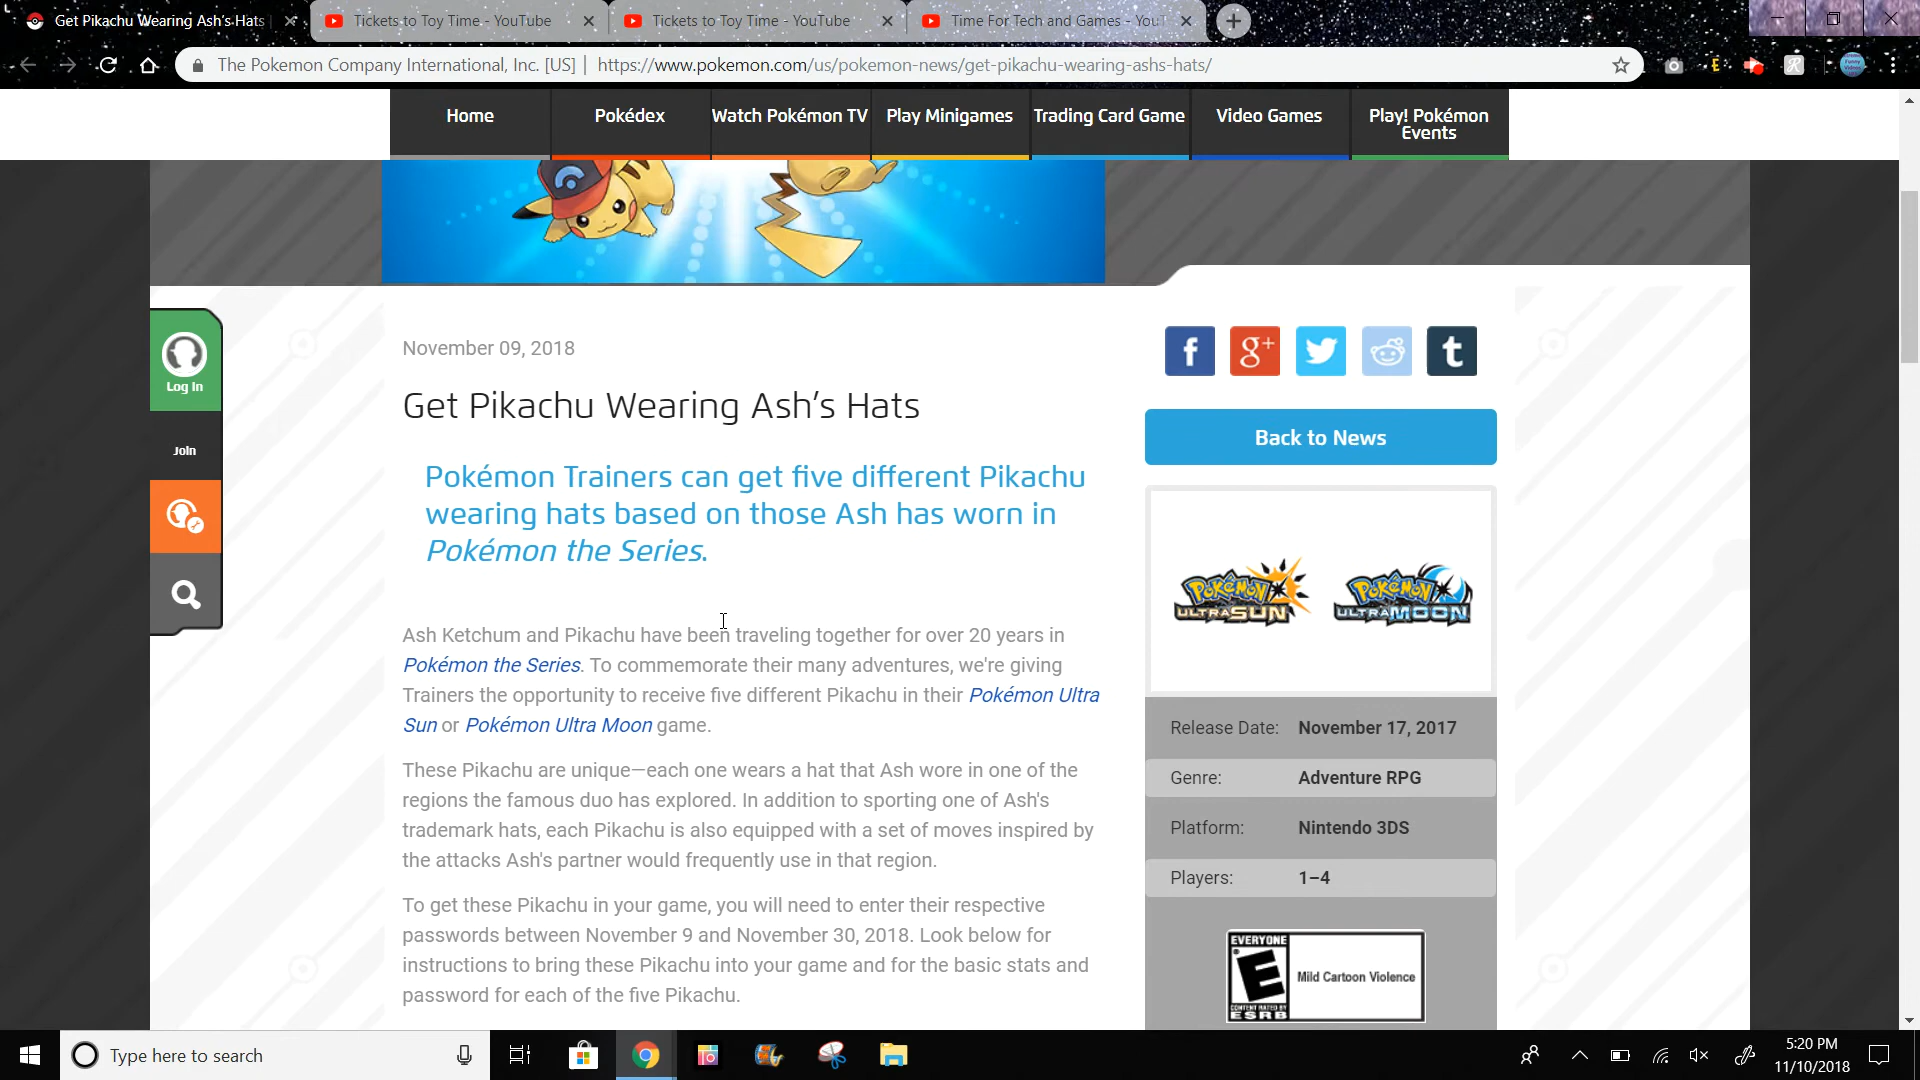 Get Pikachu Wearing Ash's Hats
Tickets to Toy Time - YouTube
Tickets to Toy Time - YouTube
Time For Tech and Games - YouT
The Pokemon Company International, Inc. [US] | https://www.pokemon.com/us/pokemon-news/get-pikachu-wearing-ashs-hats/
Home
Pokédex
Watch Pokémon TV
Play Minigames
Trading Card Game
Video Games
Play! Pokémon
Events
Log In
Join
November 09, 2018
Get Pikachu Wearing Ash’s Hats
Pokémon Trainers can get five different Pikachu
wearing hats based on those Ash has worn in
Pokémon the Series.
Ash Ketchum and Pikachu have been traveling together for over 20 years in
Pokémon the Series. To commemorate their many adventures, we're giving
Trainers the opportunity to receive five different Pikachu in their Pokémon Ultra
Sun or Pokémon Ultra Moon game.
These Pikachu are unique—each one wears a hat that Ash wore in one of the
regions the famous duo has explored. In addition to sporting one of Ash's
trademark hats, each Pikachu is also equipped with a set of moves inspired by
the attacks Ash's partner would frequently use in that region.
To get these Pikachu in your game, you will need to enter their respective
passwords between November 9 and November 30, 2018. Look below for
instructions to bring these Pikachu into your game and for the basic stats and
password for each of the five Pikachu.
f
g+
t
Back to News
Pokémon
ULTRA SUN
Pokémon
ULTRA MOON
Release Date: November 17, 2017
Genre: Adventure RPG
Platform: Nintendo 3DS
Players: 1–4
EVERYONE
E
CONTENT RATED BY
ESRB
Mild Cartoon Violence
Type here to search
5:20 PM
11/10/2018